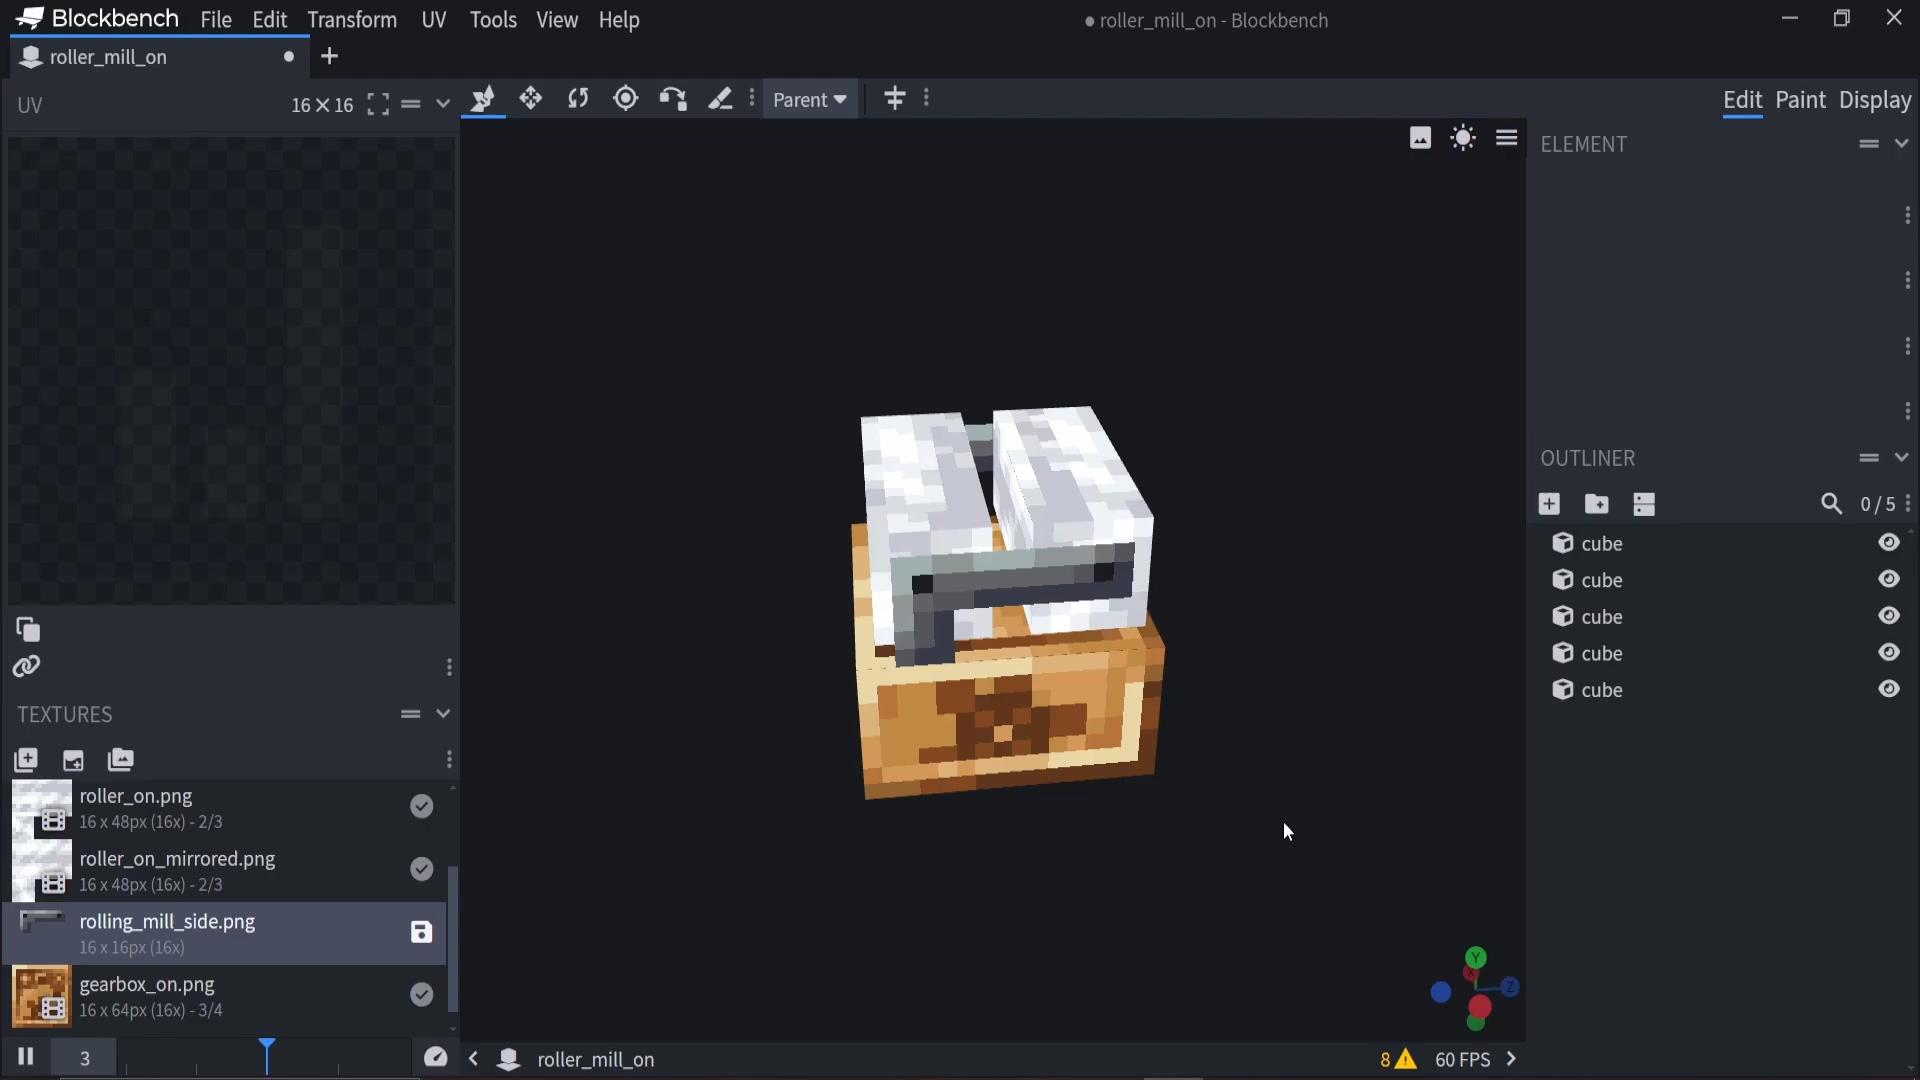 Blockbench File Edit Transform UV Tools View Help
● roller_mill_on - Blockbench
roller_mill_on
UV 16×16
Parent
Edit Paint Display
ELEMENT
OUTLINER
0 / 5
cube
cube
cube
cube
cube
TEXTURES
roller_on.png
16 x 48px (16x) - 2/3
roller_on_mirrored.png
16 x 48px (16x) - 2/3
rolling_mill_side.png
16 x 16px (16x)
gearbox_on.png
16 x 64px (16x) - 3/4
3
Y
X
Z
roller_mill_on
8 60 FPS